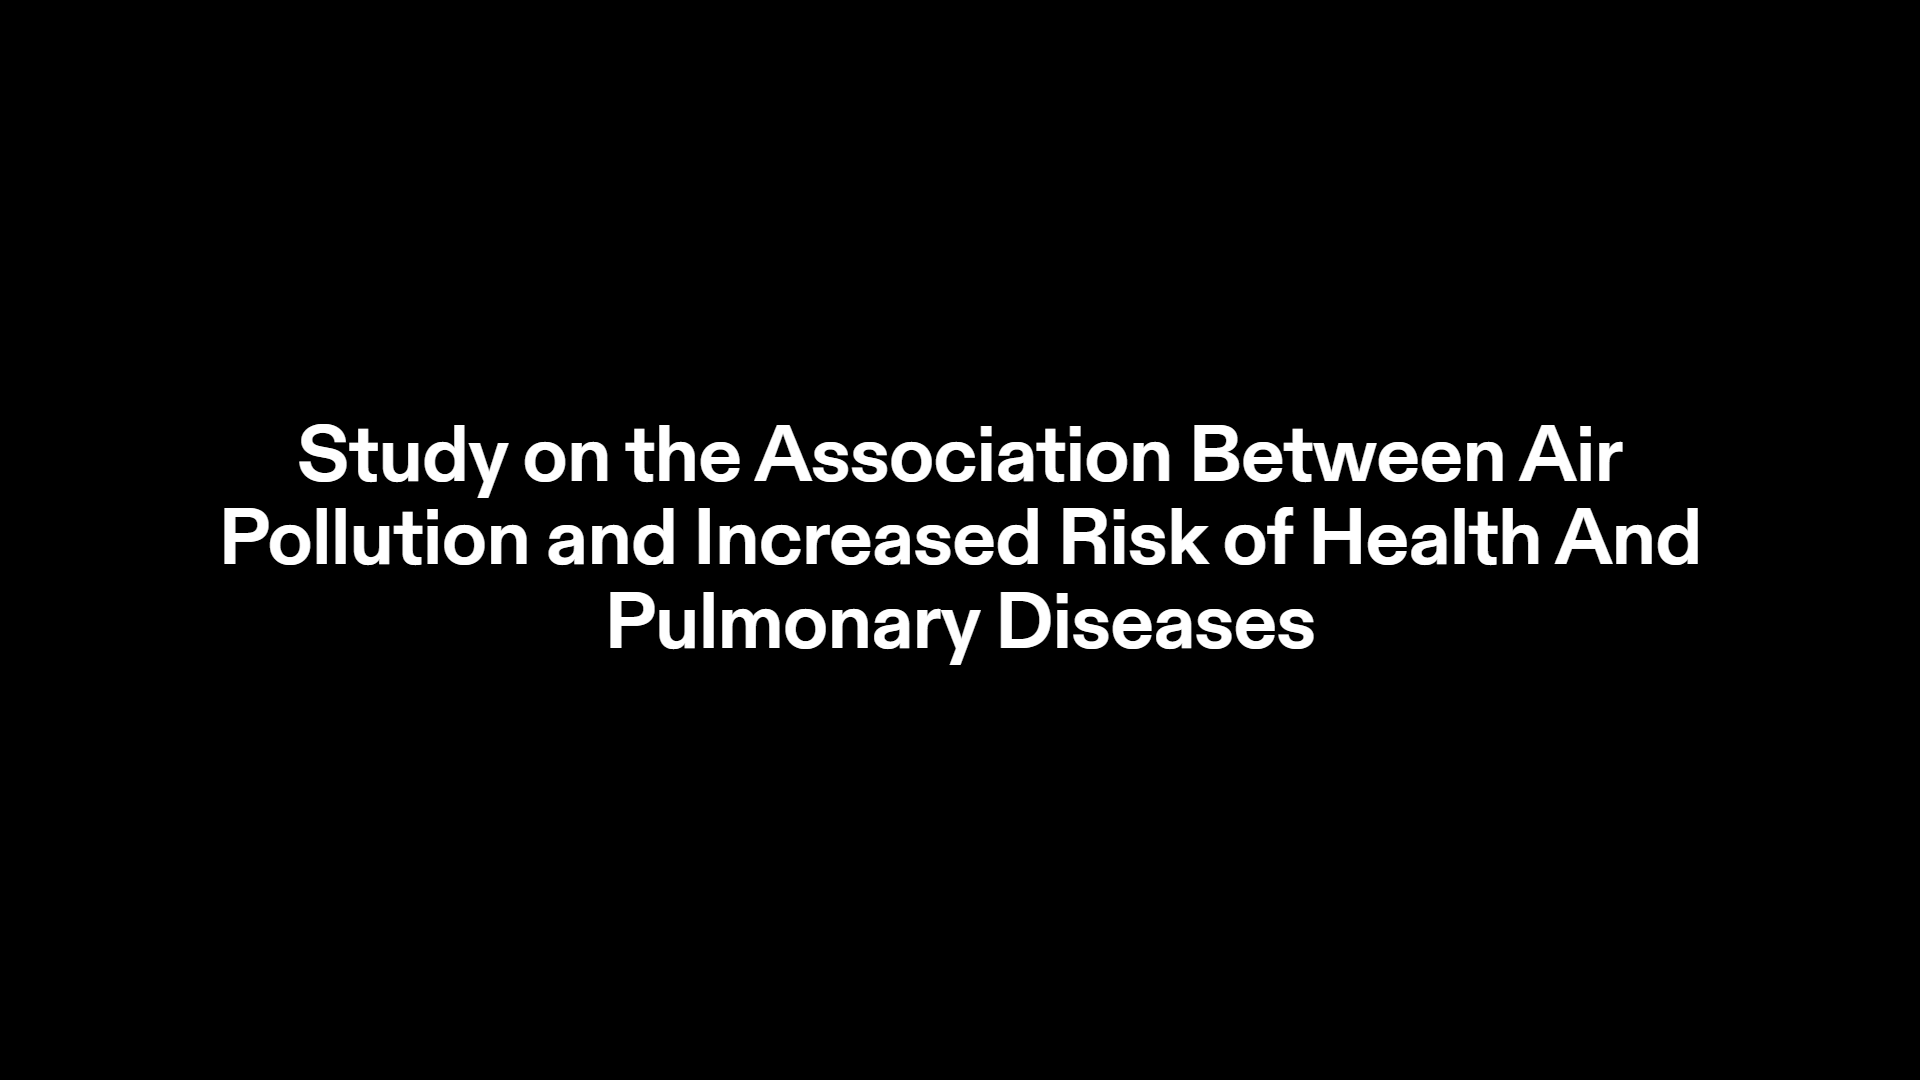 Study on the Association Between Air
Pollution and Increased Risk of Health And
Pulmonary Diseases